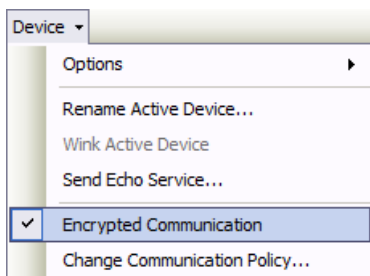 Device
Options
Rename Active Device...
Wink Active Device
Send Echo Service...
Encrypted Communication
Change Communication Policy...